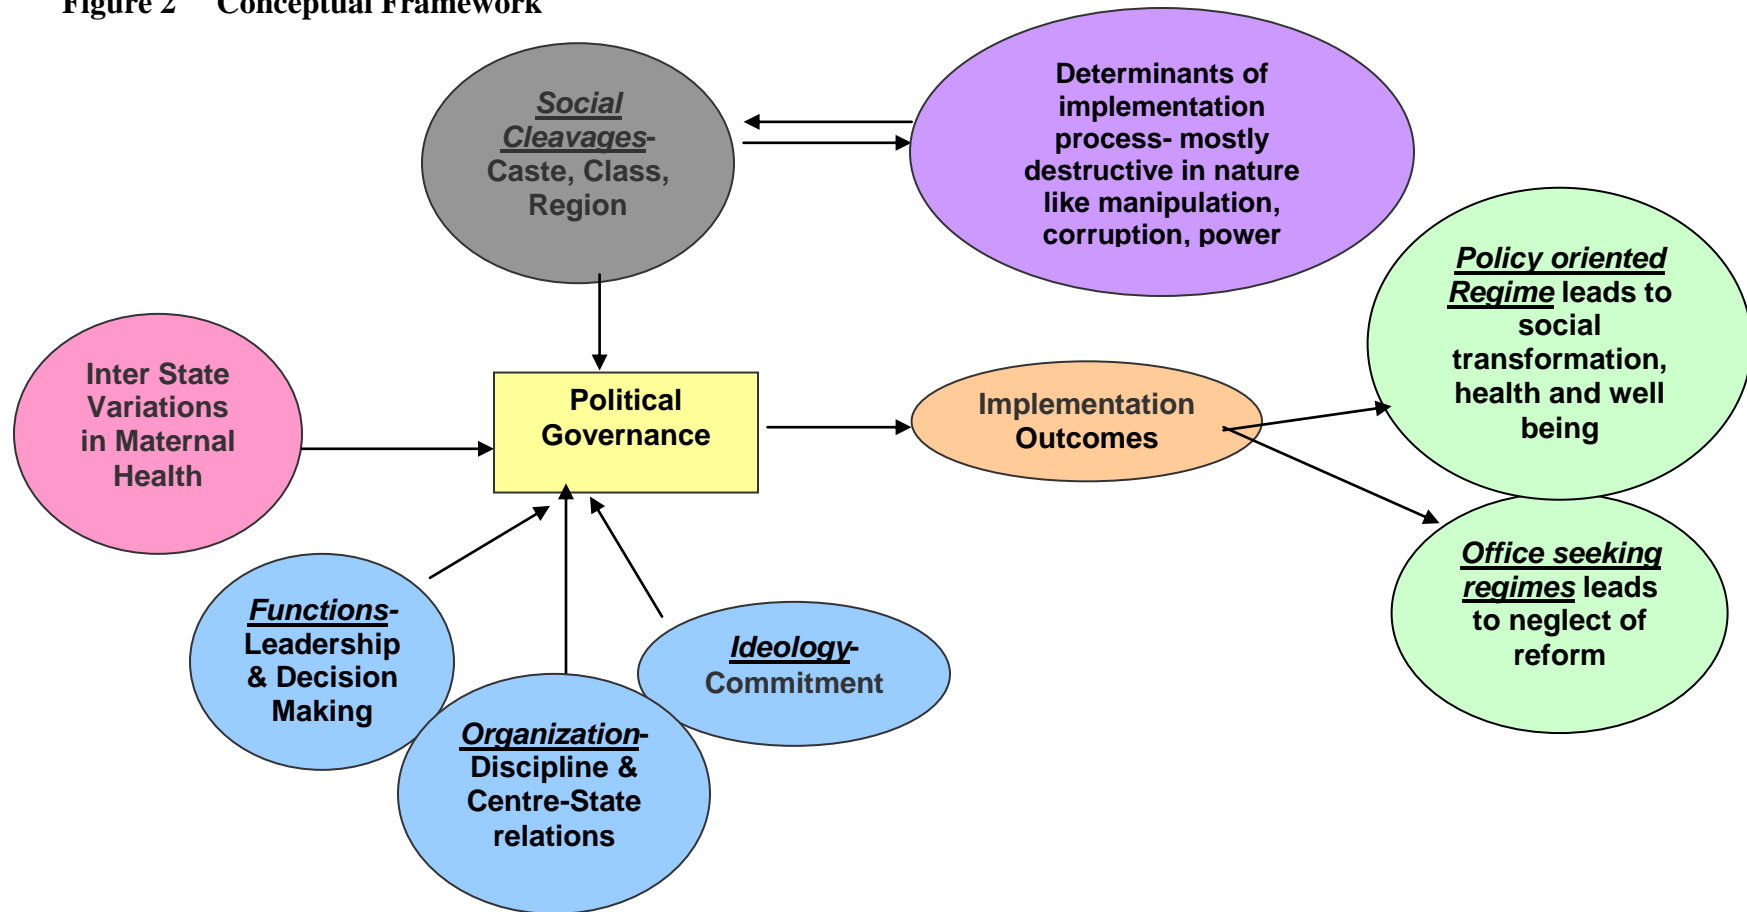 Figure 2 Conceptual Framework
Social
Cleavages-
Caste, Class,
Region
Determinants of
implementation
process- mostly
destructive in nature
like manipulation,
corruption, power
Policy oriented
Regime leads to
social
transformation,
health and well
being
Inter State
Variations
in Maternal
Health
Political
Governance
Implementation
Outcomes
Office seeking
regimes leads
to neglect of
reform
Functions-
Leadership
& Decision
Making
Organization-
Discipline &
Centre-State
relations
Ideology-
Commitment